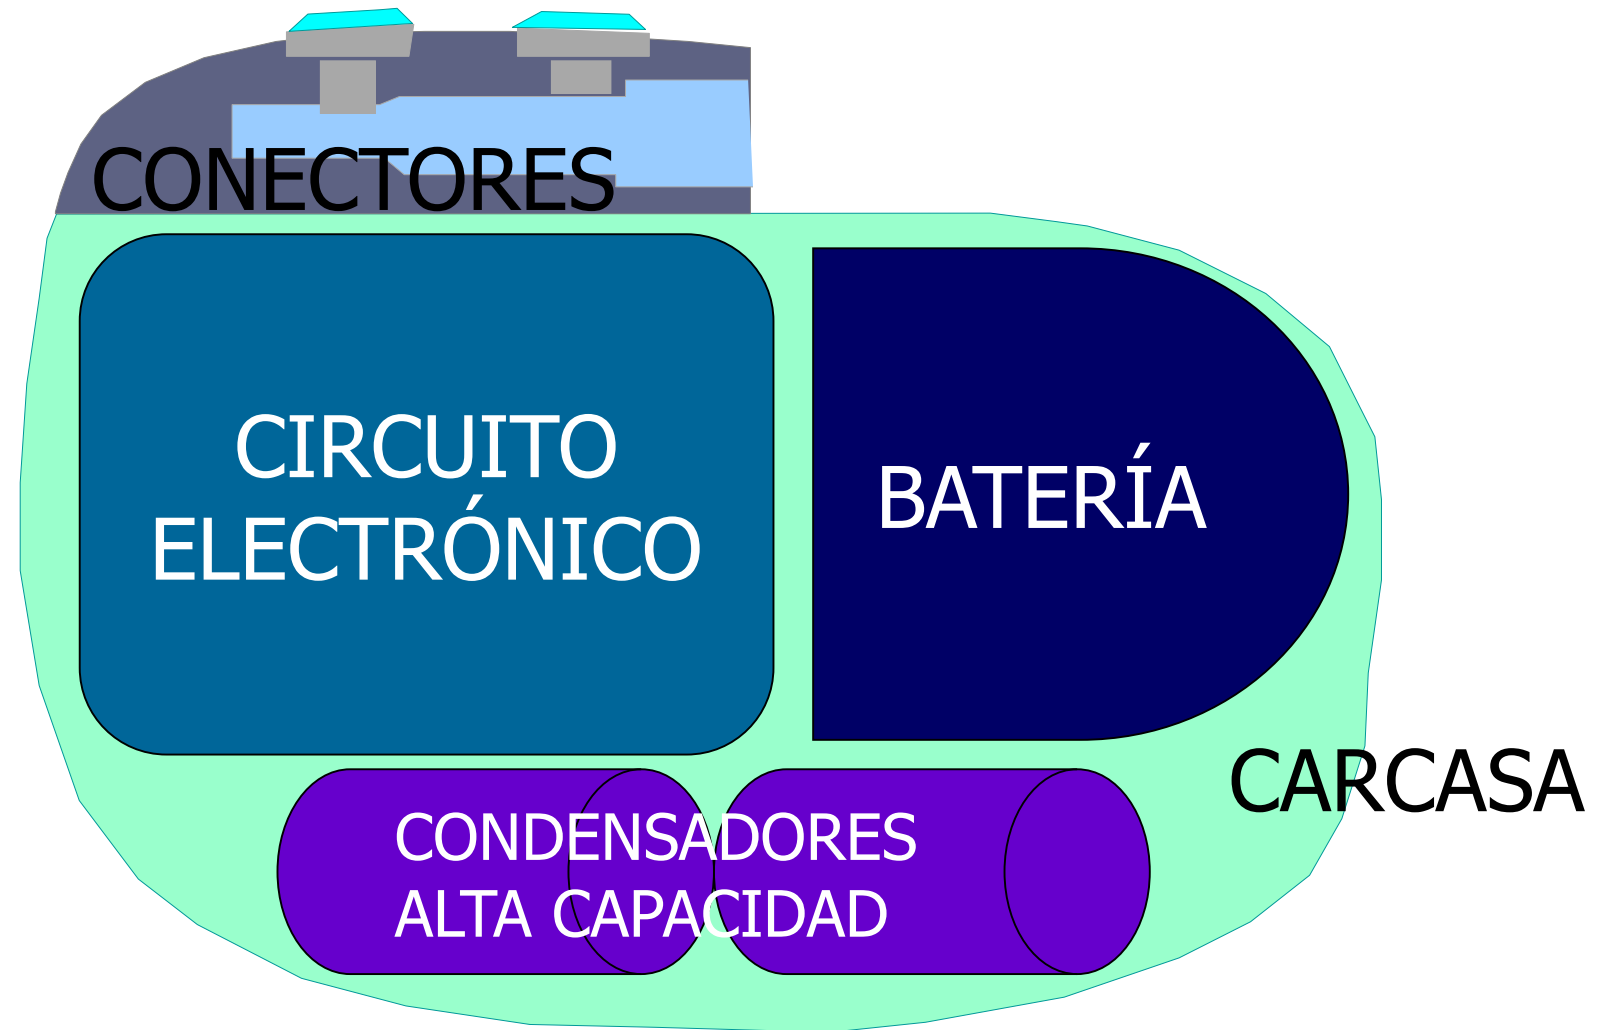 CONECTORES
CIRCUITO
ELECTRÓNICO
BATERÍA
CARCASA
CONDENSADORES
ALTA CAPACIDAD